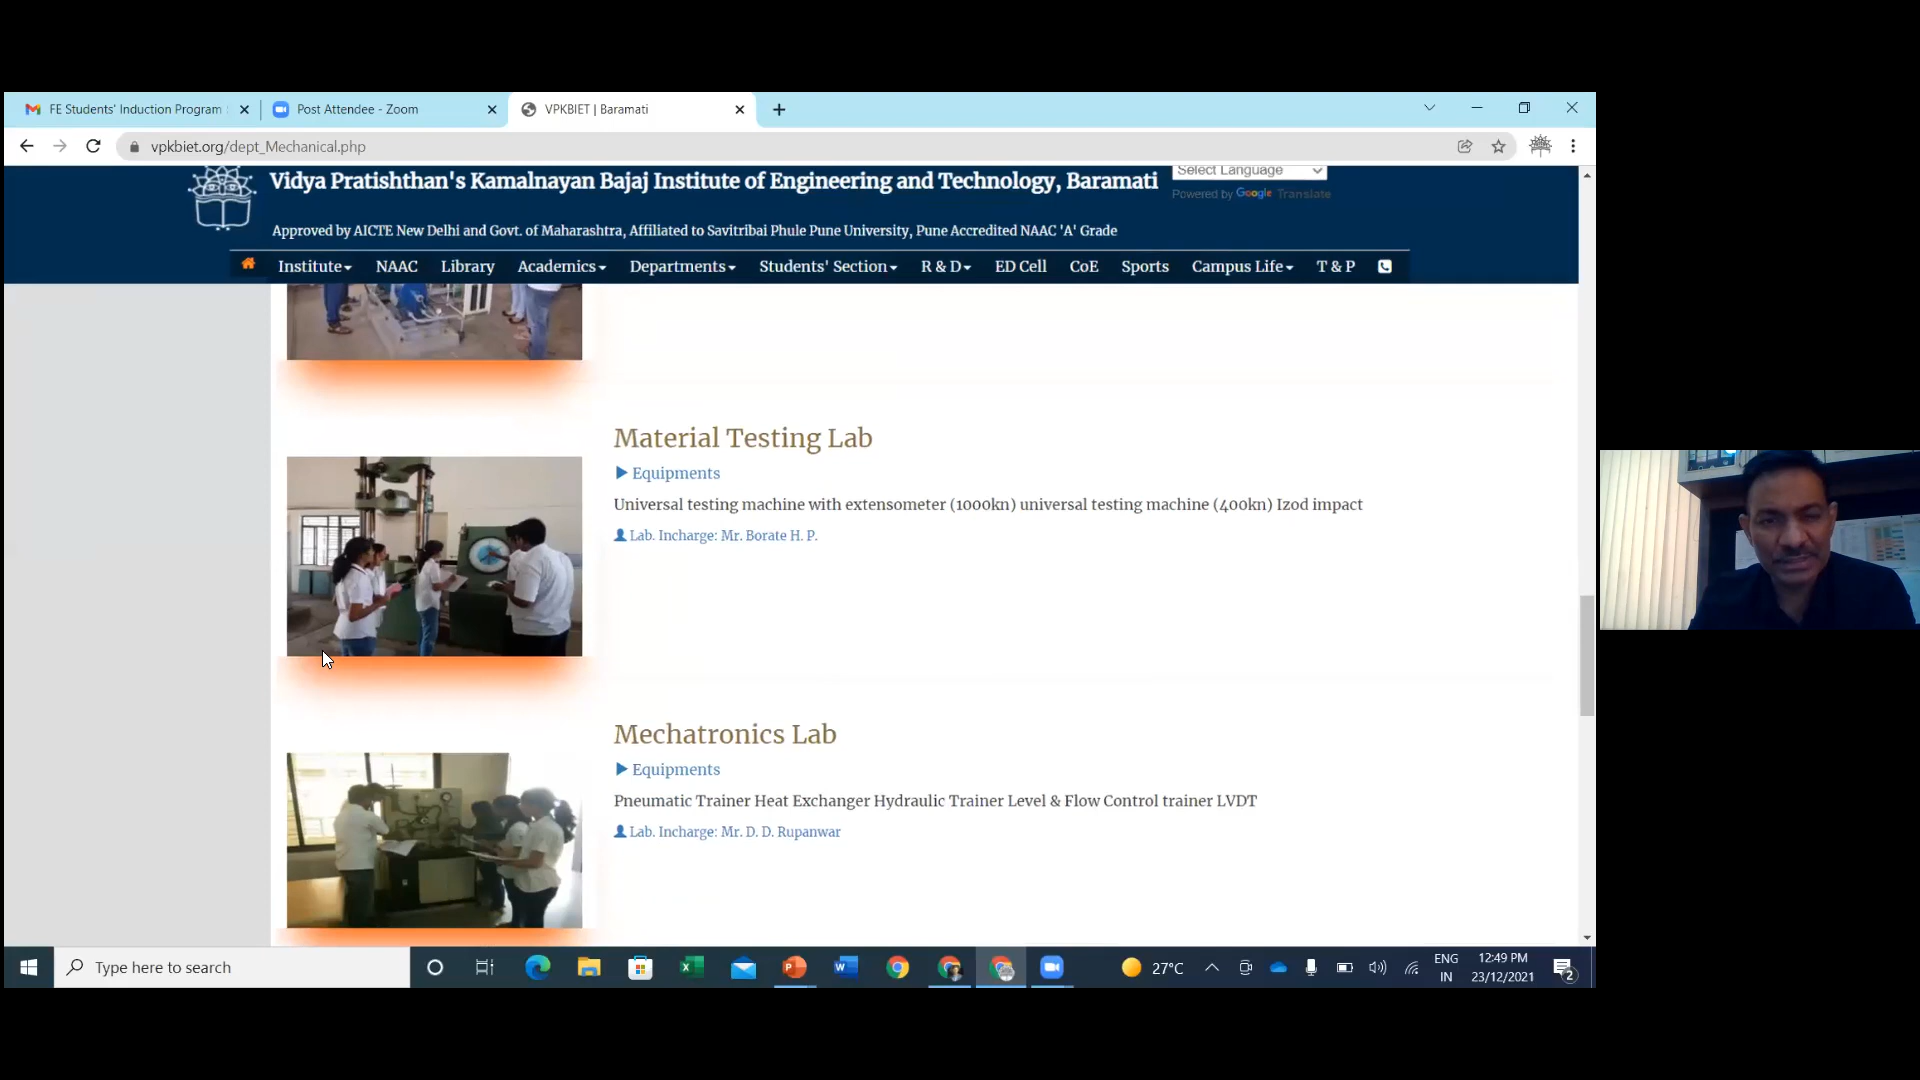 FE Students' Induction Program
Post Attendee - Zoom
VPKBIET | Baramati
vpkbiet.org/dept_Mechanical.php
Vidya Pratishthan's Kamalnayan Bajaj Institute of Engineering and Technology, Baramati
Select Language
Powered by Google Translate
Approved by AICTE New Delhi and Govt. of Maharashtra, Affiliated to Savitribai Phule Pune University, Pune Accredited NAAC 'A' Grade
Institute NAAC Library Academics Departments Students' Section R & D ED Cell CoE Sports Campus Life T & P
Material Testing Lab
Equipments
Universal testing machine with extensometer (1000kn) universal testing machine (400kn) Izod impact
Lab. Incharge: Mr. Borate H. P.
Mechatronics Lab
Equipments
Pneumatic Trainer Heat Exchanger Hydraulic Trainer Level & Flow Control trainer LVDT
Lab. Incharge: Mr. D. D. Rupanwar
Type here to search
27°C
ENG
IN
12:49 PM
23/12/2021
2